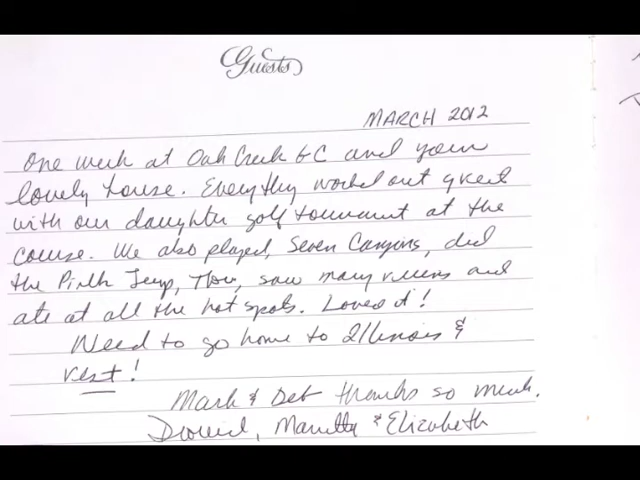 Guests
MARCH 2012
One week at Oak Creek GC and your
lovely house. Everything worked out great
with our daughter golf tournament at the
course. We also played, Seven Canyons, did
the Pink Jeep, Tour, saw many ruins and
ate at all the hot spots. Loved it!
Need to go home to Illinois &
rest!
Mark & Deb thanks so much.
David, & Elizabeth